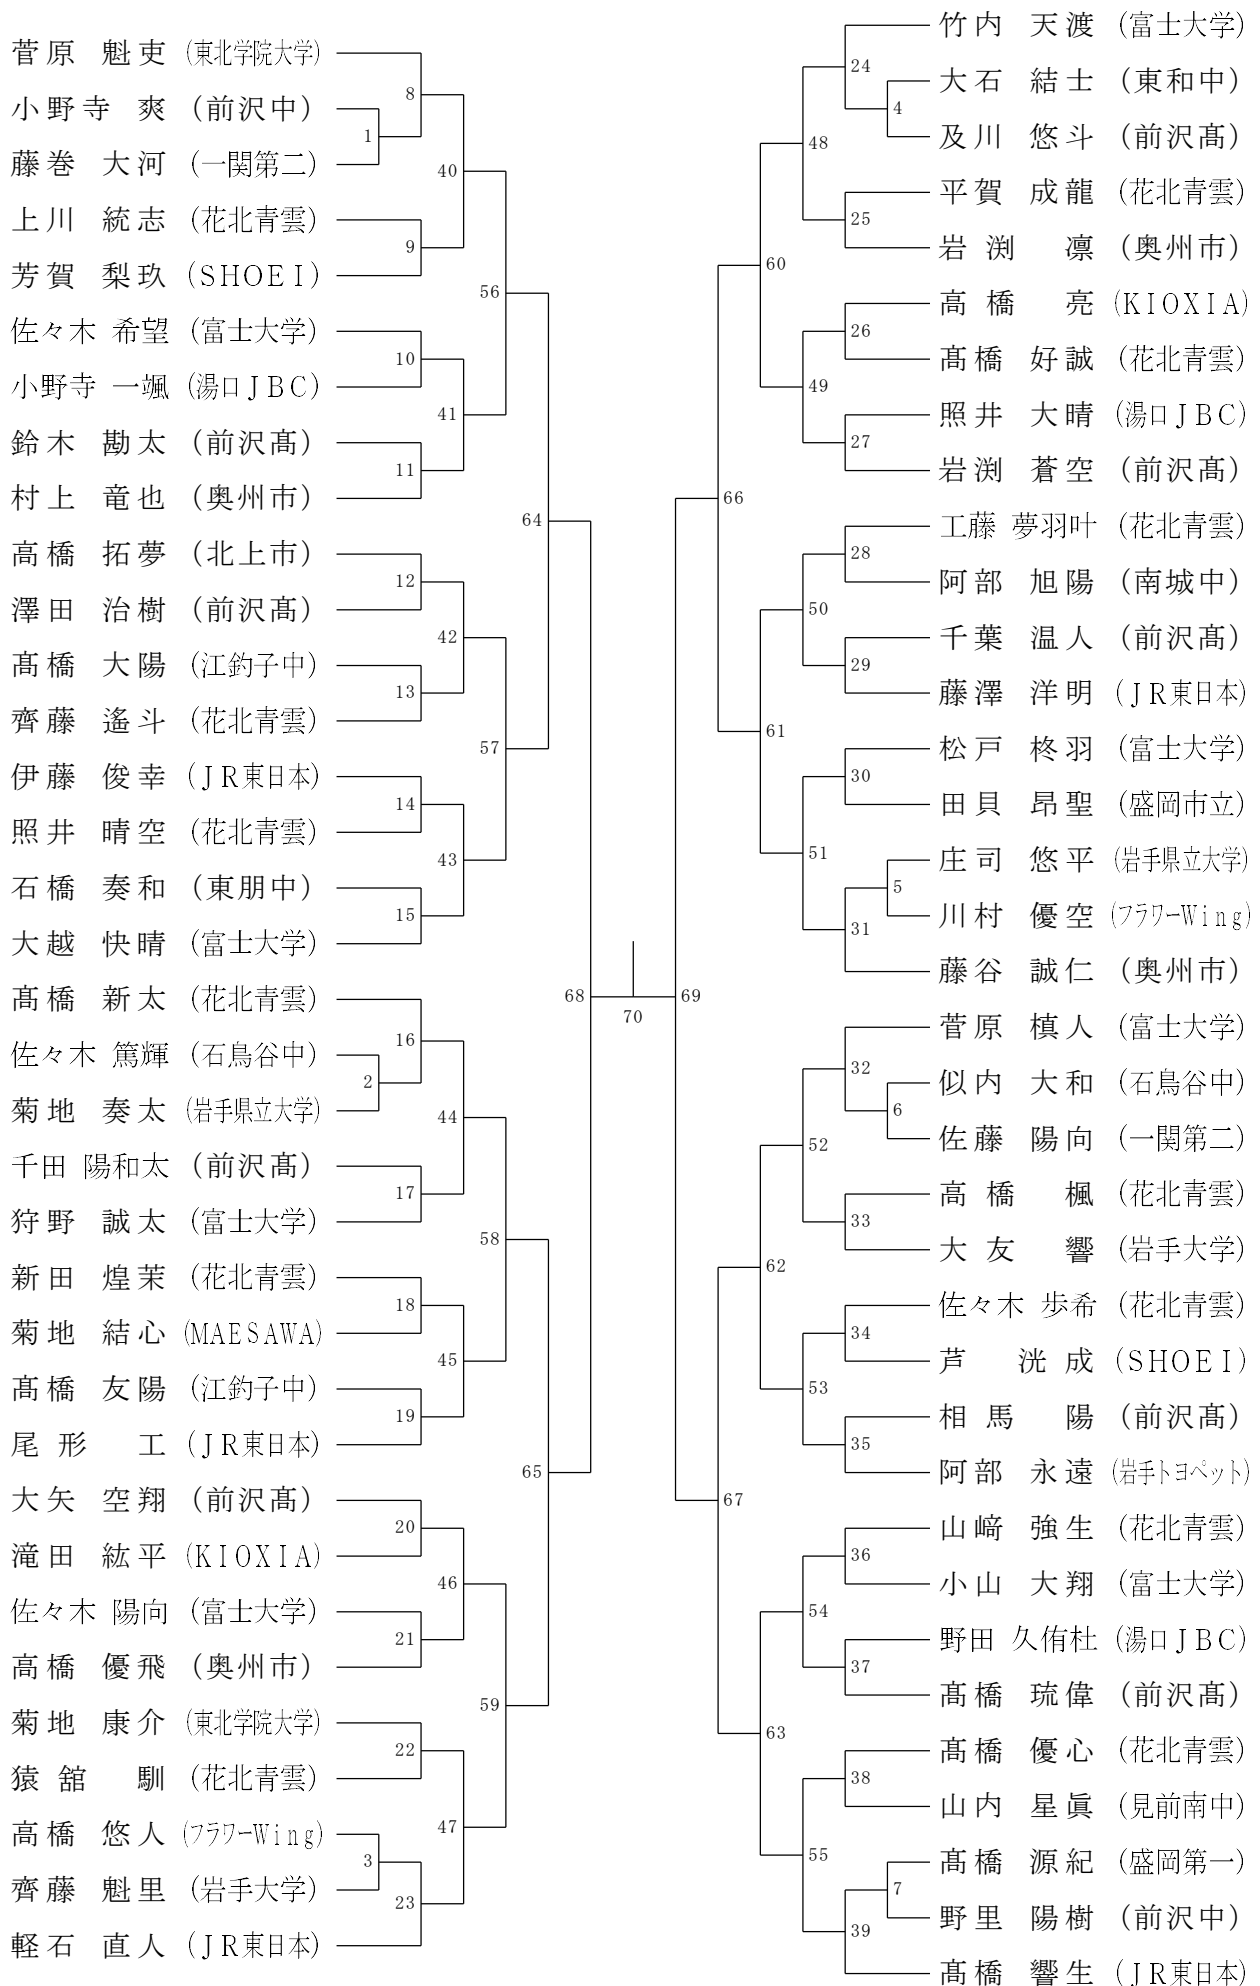 菅原 魁吏 (東北学院大学)
小野寺 爽 (前沢中)
藤巻 大河 (一関第二)
上川 統志 (花北青雲)
芳賀 梨玖 (SHOEI)
佐々木 希望 (富士大学)
小野寺 一颯 (湯口JBC)
鈴木 勘太 (前沢髙)
村上 竜也 (奥州市)
高橋 拓夢 (北上市)
澤田 治樹 (前沢髙)
髙橋 大陽 (江釣子中)
齊藤 遙斗 (花北青雲)
伊藤 俊幸 (JR東日本)
照井 晴空 (花北青雲)
石橋 奏和 (東朋中)
大越 快晴 (富士大学)
髙橋 新太 (花北青雲)
佐々木 篤輝 (石鳥谷中)
菊地 奏太 (岩手県立大学)
千田 陽和太 (前沢髙)
狩野 誠太 (富士大学)
新田 煌茉 (花北青雲)
菊地 結心 (MAESAWA)
髙橋 友陽 (江釣子中)
尾形 工 (JR東日本)
大矢 空翔 (前沢髙)
滝田 紘平 (KIOXIA)
佐々木 陽向 (富士大学)
高橋 優飛 (奥州市)
菊地 康介 (東北学院大学)
猿舘 馴 (花北青雲)
高橋 悠人 (フラワーWing)
齊藤 魁里 (岩手大学)
軽石 直人 (JR東日本)
1
2
3
8
9
10
11
12
13
14
15
16
17
18
19
20
21
22
23
40
41
42
43
44
45
46
47
56
57
58
59
64
65
68
70
69
66
67
60
61
62
63
48
49
50
51
52
53
54
55
24
25
26
27
28
29
30
31
32
33
34
35
36
37
38
39
4
5
6
7
竹内 天渡 (富士大学)
大石 結士 (東和中)
及川 悠斗 (前沢髙)
平賀 成龍 (花北青雲)
岩渕 凛 (奥州市)
高橋 亮 (KIOXIA)
髙橋 好誠 (花北青雲)
照井 大晴 (湯口JBC)
岩渕 蒼空 (前沢髙)
工藤 夢羽叶 (花北青雲)
阿部 旭陽 (南城中)
千葉 温人 (前沢髙)
藤澤 洋明 (JR東日本)
松戸 柊羽 (富士大学)
田貝 昂聖 (盛岡市立)
庄司 悠平 (岩手県立大学)
川村 優空 (フラワーWing)
藤谷 誠仁 (奥州市)
菅原 槙人 (富士大学)
似内 大和 (石鳥谷中)
佐藤 陽向 (一関第二)
高橋 楓 (花北青雲)
大友 響 (岩手大学)
佐々木 歩希 (花北青雲)
芦 洸成 (SHOEI)
相馬 陽 (前沢髙)
阿部 永遠 (岩手トヨペット)
山﨑 強生 (花北青雲)
小山 大翔 (富士大学)
野田 久侑杜 (湯口JBC)
髙橋 琉偉 (前沢髙)
髙橋 優心 (花北青雲)
山内 星眞 (見前南中)
髙橋 源紀 (盛岡第一)
野里 陽樹 (前沢中)
髙橋 響生 (JR東日本)